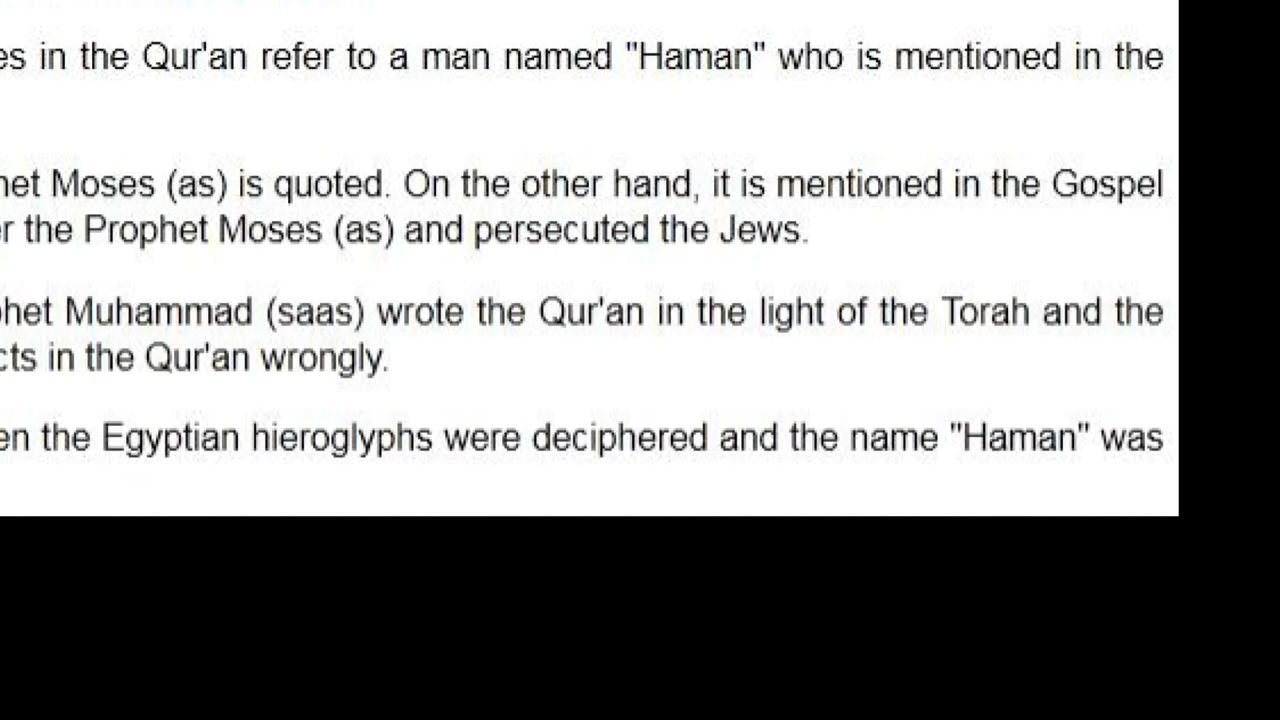 es in the Qur'an refer to a man named "Haman" who is mentioned in the
het Moses (as) is quoted. On the other hand, it is mentioned in the Gospel
er the Prophet Moses (as) and persecuted the Jews.
phet Muhammad (saas) wrote the Qur'an in the light of the Torah and the
cts in the Qur'an wrongly.
en the Egyptian hieroglyphs were deciphered and the name "Haman" was